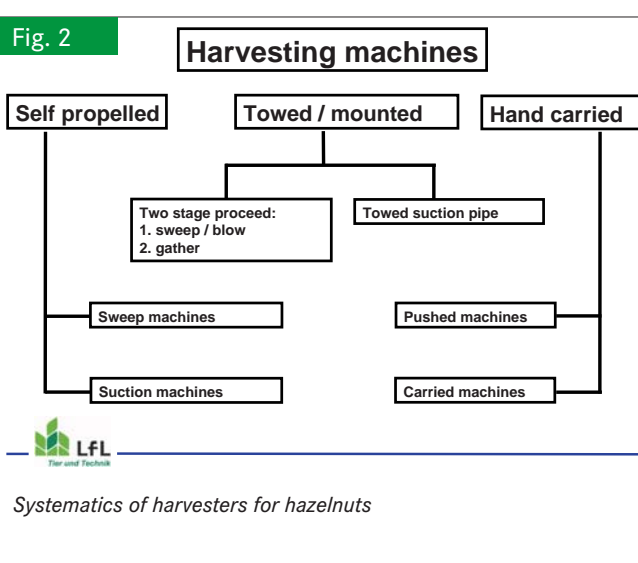 Fig. 2
Harvesting machines
Self propelled
Towed / mounted
Hand carried
Two stage proceed:
1. sweep / blow
2. gather
Towed suction pipe
Sweep machines
Pushed machines
Suction machines
Carried machines
LfL
Tier und Technik
Systematics of harvesters for hazelnuts